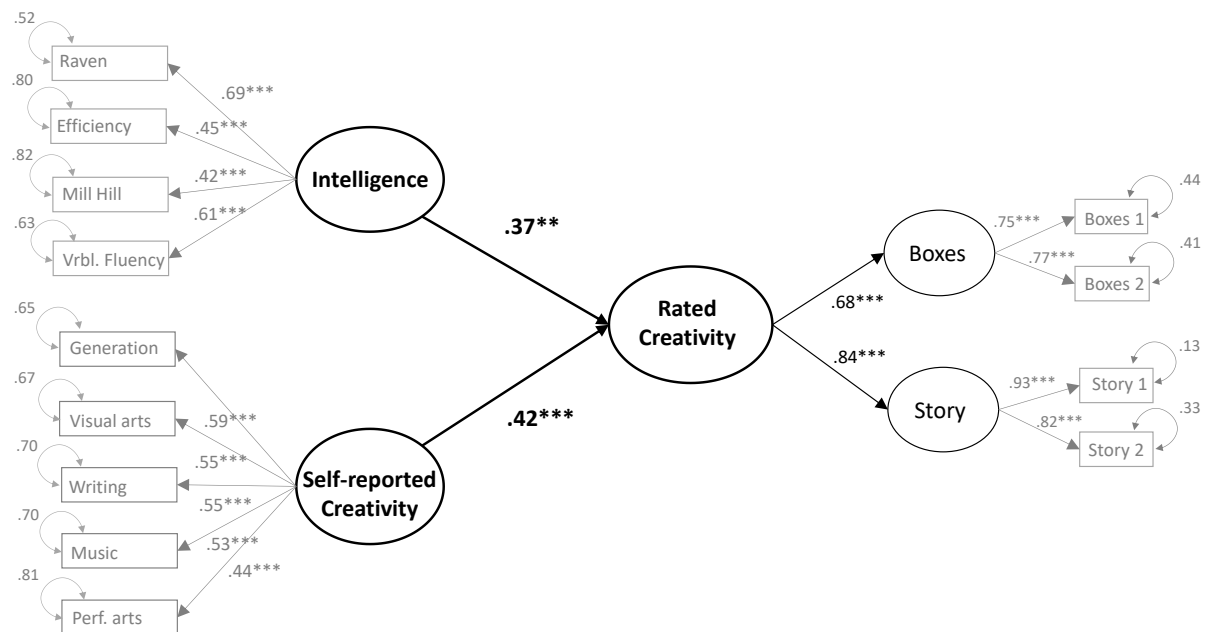 .52
Raven
.69***
.80
Efficiency
.45***
.82
Mill Hill
.42***
.63
Vrbl. Fluency
.61***
Intelligence
.37**
.65
Generation
.59***
.67
Visual arts
.55***
.70
Writing
.55***
.70
Music
.53***
.81
Perf. arts
.44***
Self-reported
Creativity
.42***
Rated
Creativity
.68***
.84***
Boxes
.75***
Boxes 1
.44
.77***
Boxes 2
.41
Story
.93***
Story 1
.13
.82***
Story 2
.33